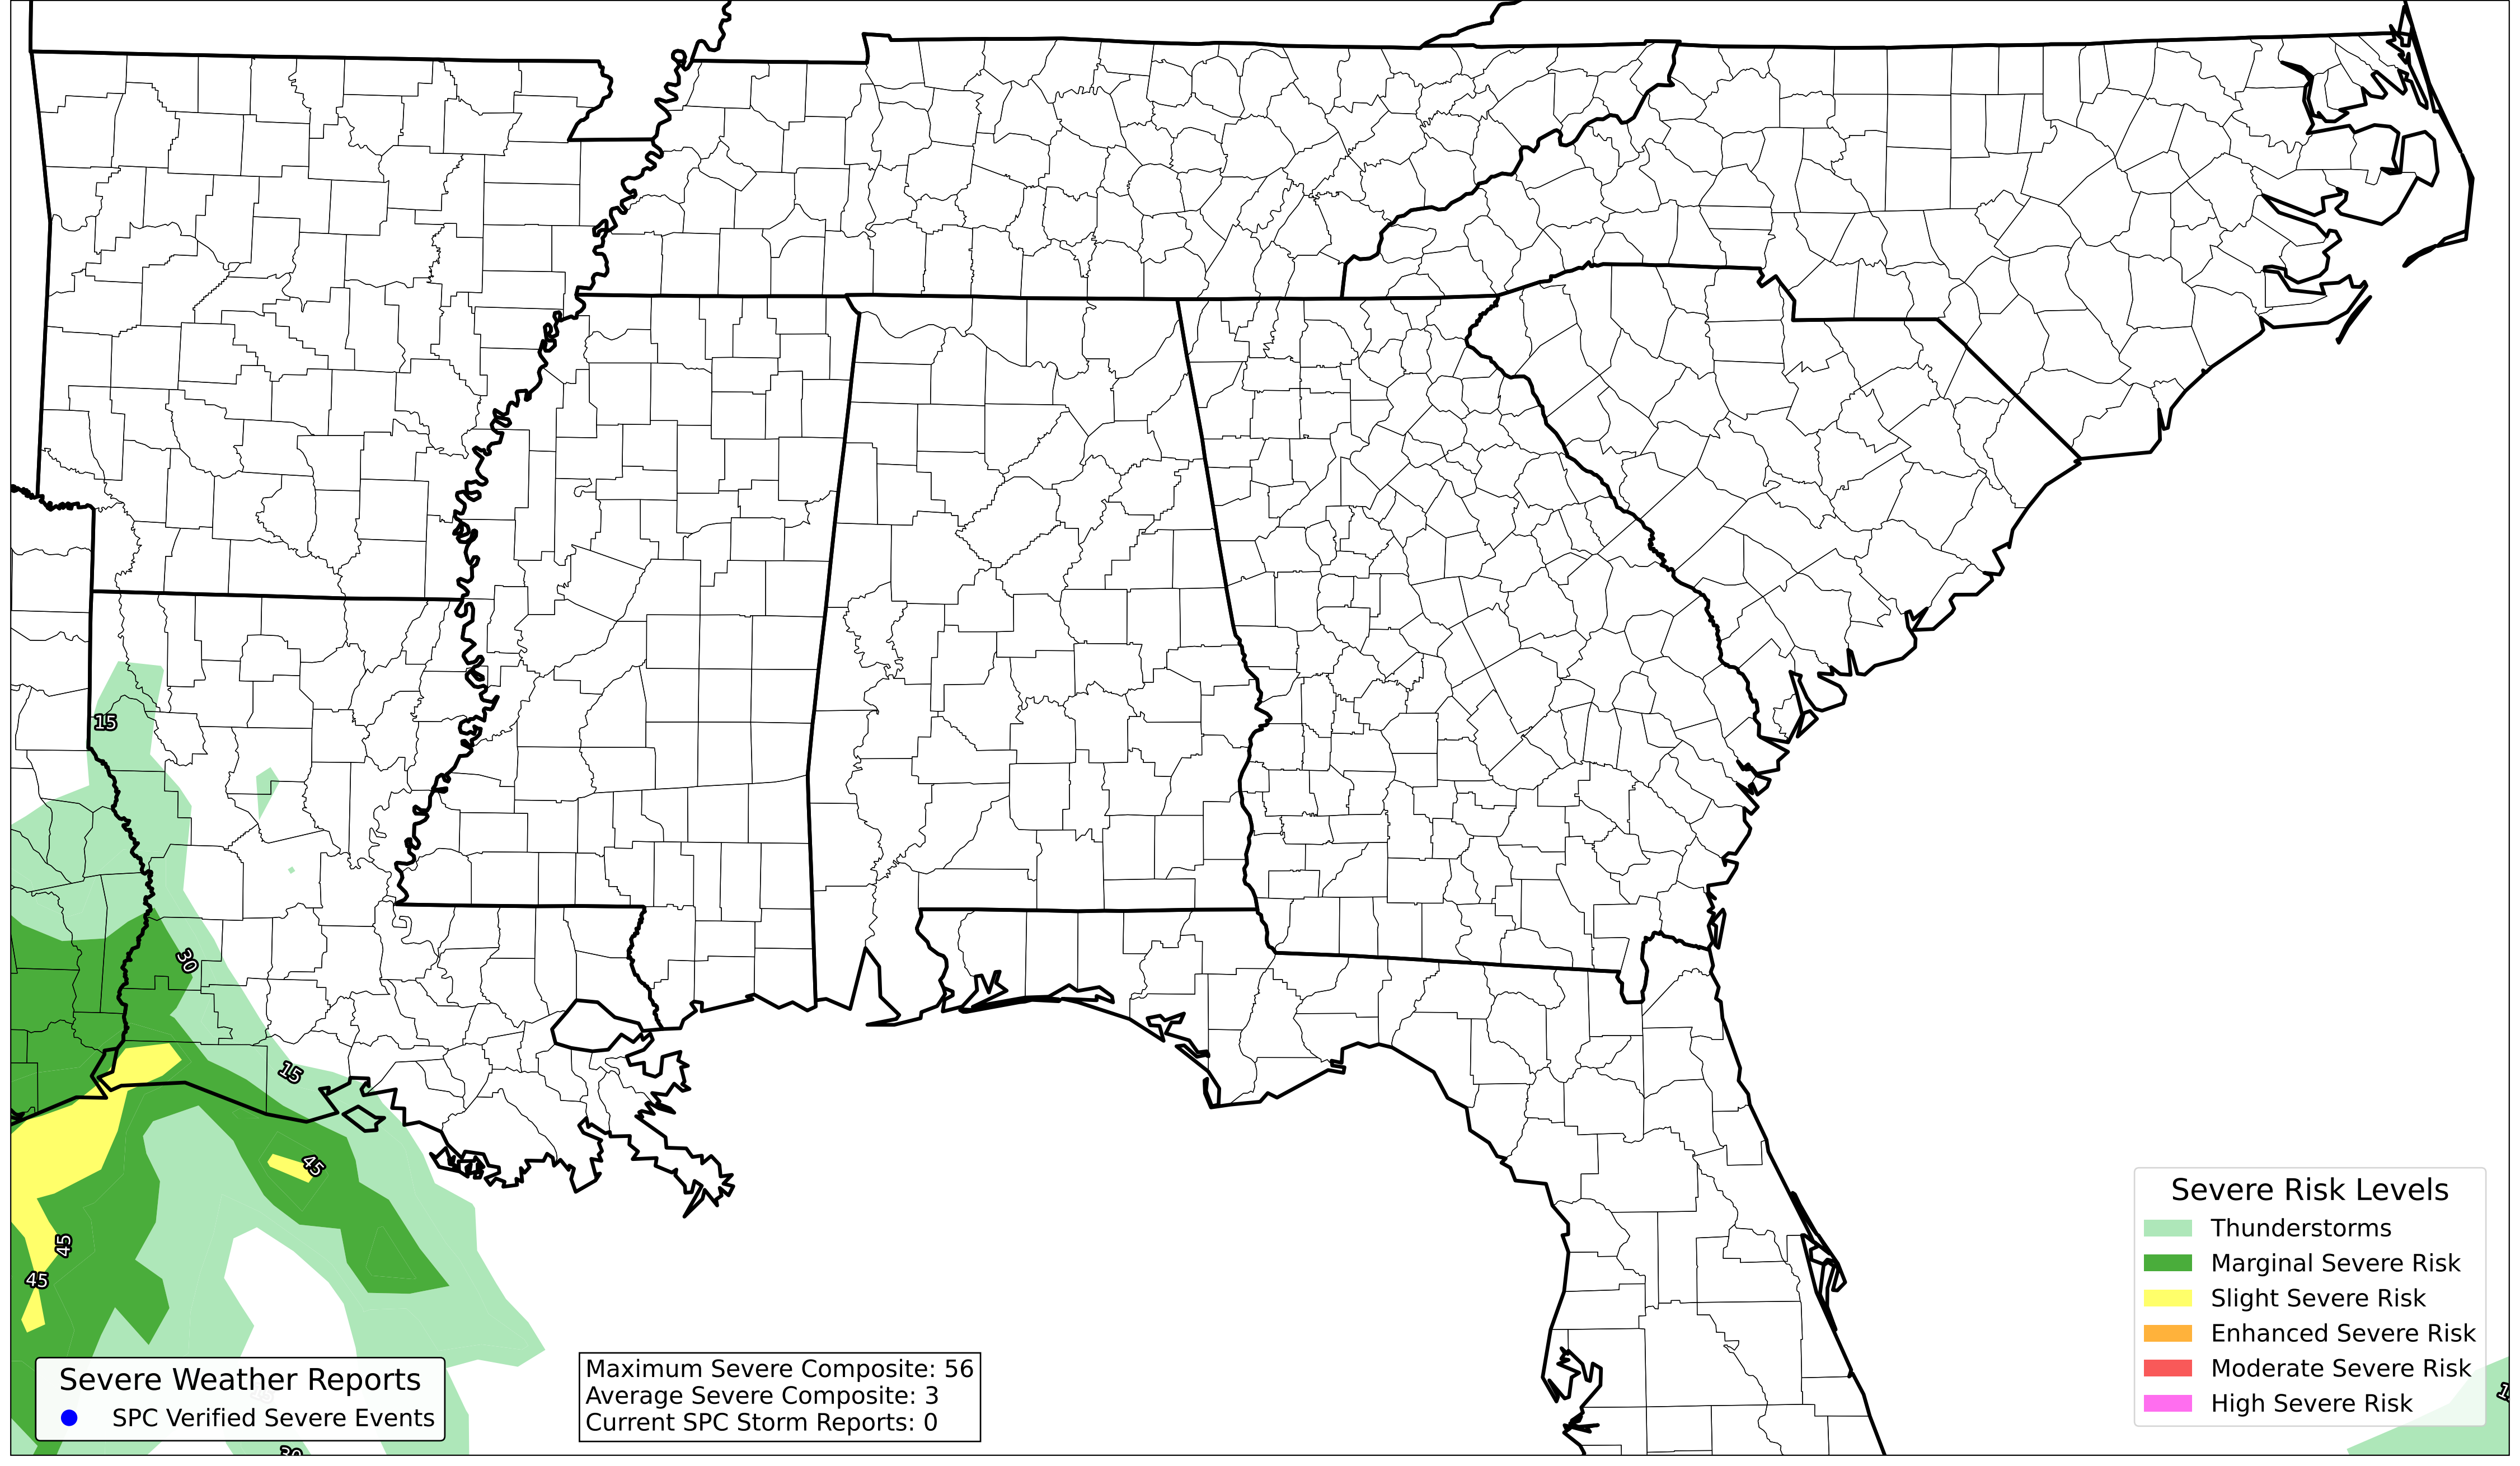 15
30
15
45
45
45
Severe Risk Levels
Thunderstorms
Marginal Severe Risk
Slight Severe Risk
Enhanced Severe Risk
Moderate Severe Risk
High Severe Risk
Severe Weather Reports
SPC Verified Severe Events
Maximum Severe Composite: 56
Average Severe Composite: 3
Current SPC Storm Reports: 0
30